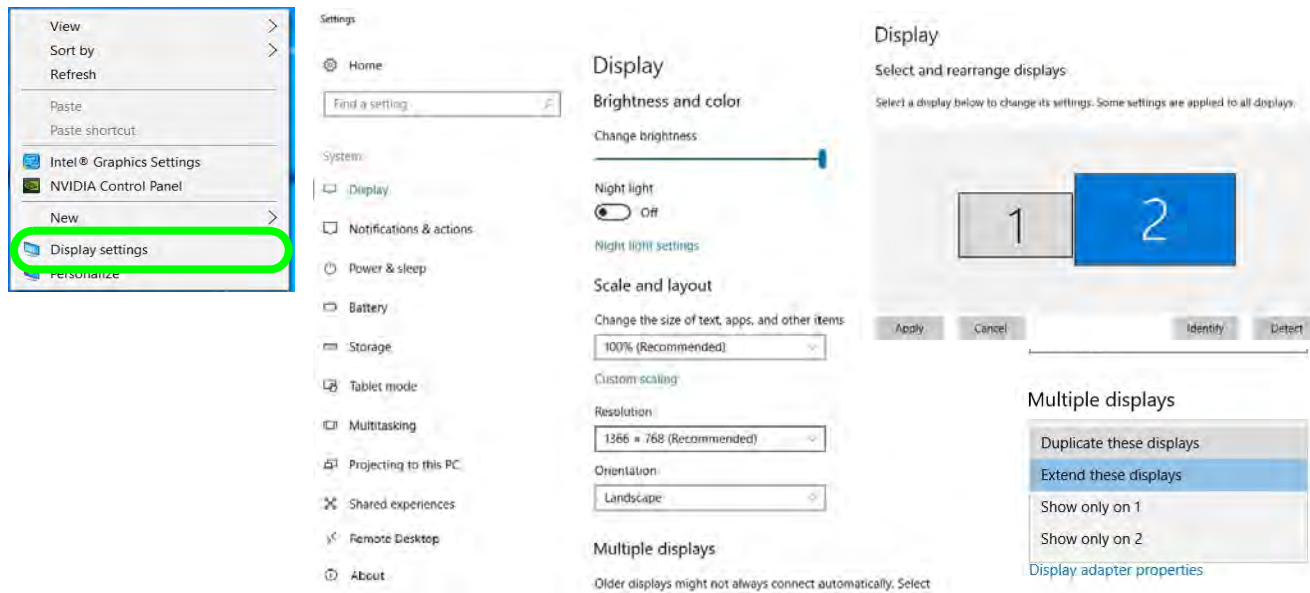 View
Sort by
Refresh
Paste
Paste shortcut
Intel® Graphics Settings
NVIDIA Control Panel
New
Display settings
Personalize
Settings
Home
Find a setting
System
Display
Notifications & actions
Power & sleep
Battery
Storage
Tablet mode
Multitasking
Projecting to this PC
Shared experiences
Remote Desktop
About
Display
Brightness and color
Change brightness
Night light
Off
Night light settings
Scale and layout
Change the size of text, apps, and other items
100% (Recommended)
Custom scaling
Resolution
1366 × 768 (Recommended)
Orientation
Landscape
Multiple displays
Older displays might not always connect automatically. Select
Display
Select and rearrange displays
Select a display below to change its settings. Some settings are applied to all displays.
1
2
Apply Cancel Identify Detect
Multiple displays
Duplicate these displays
Extend these displays
Show only on 1
Show only on 2
Display adapter properties